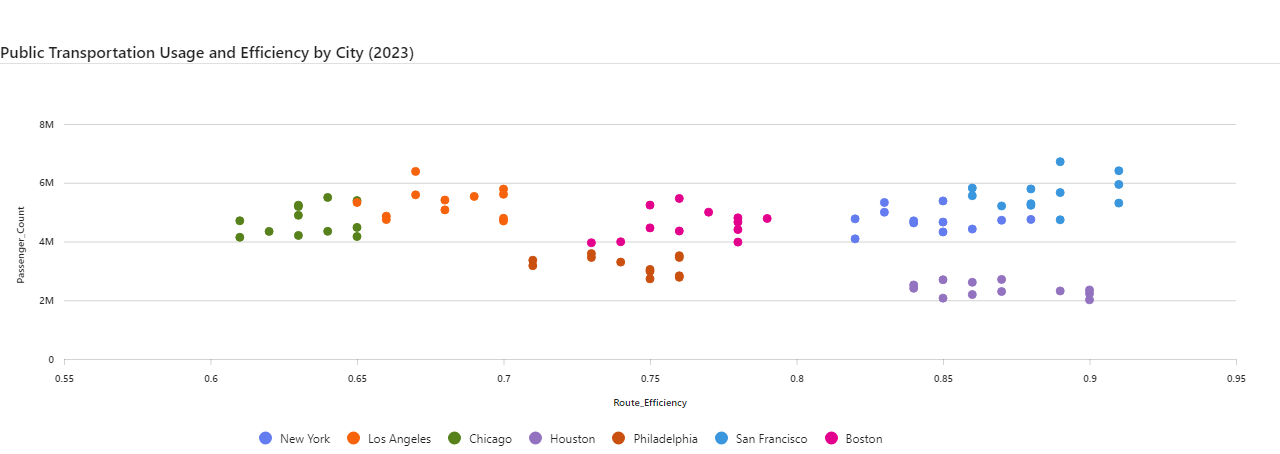 Public Transportation Usage and Efficiency by City (2023)
8M
6M
4M
2M
0
Passenger_Count
0.55 0.6 0.65 0.7 0.75 0.8 0.85 0.9 0.95
Route_Efficiency
New York Los Angeles Chicago Houston Philadelphia San Francisco Boston